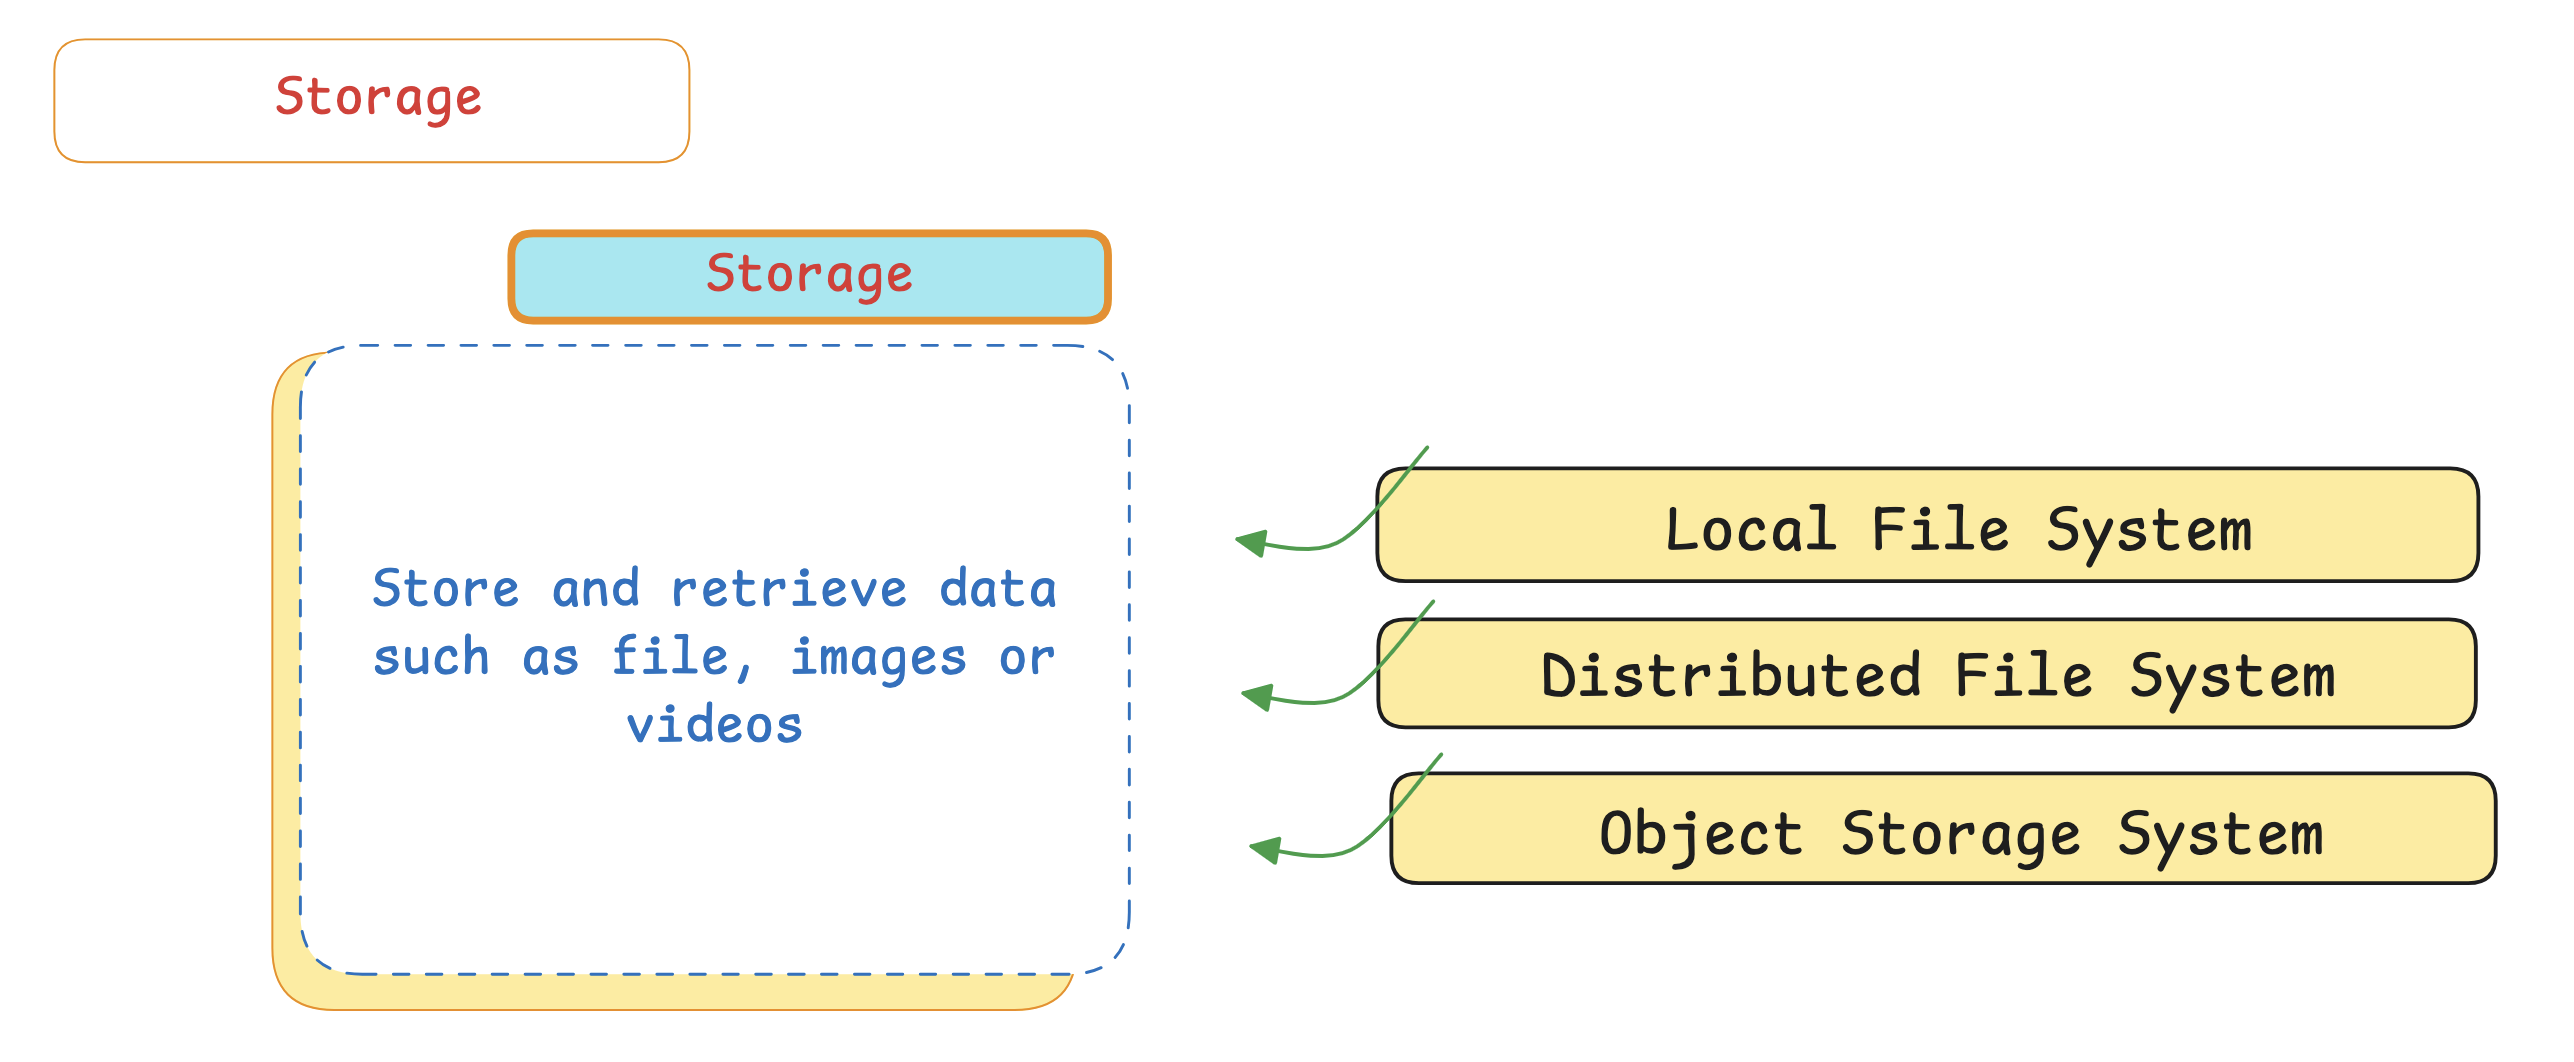 Storage
Storage
Store and retrieve data
such as file, images or
videos
Local File System
Distributed File System
Object Storage System